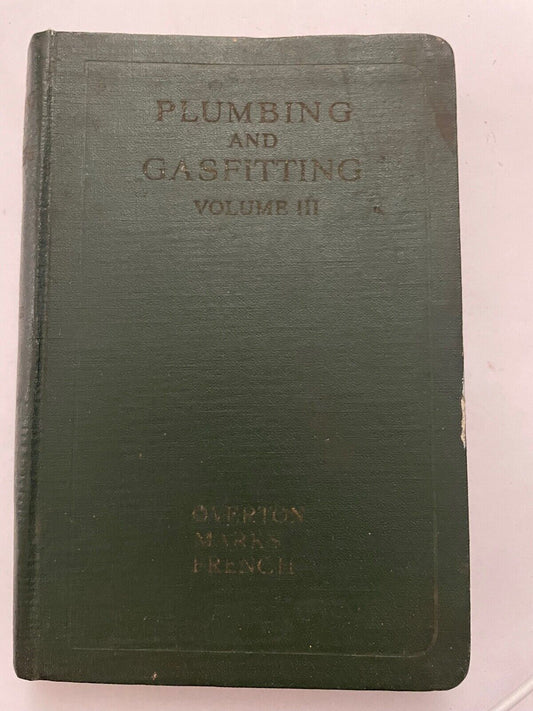 PLUMBING
AND
GASFITTING
VOLUME III
OVERTON
MARKS
FRENCH